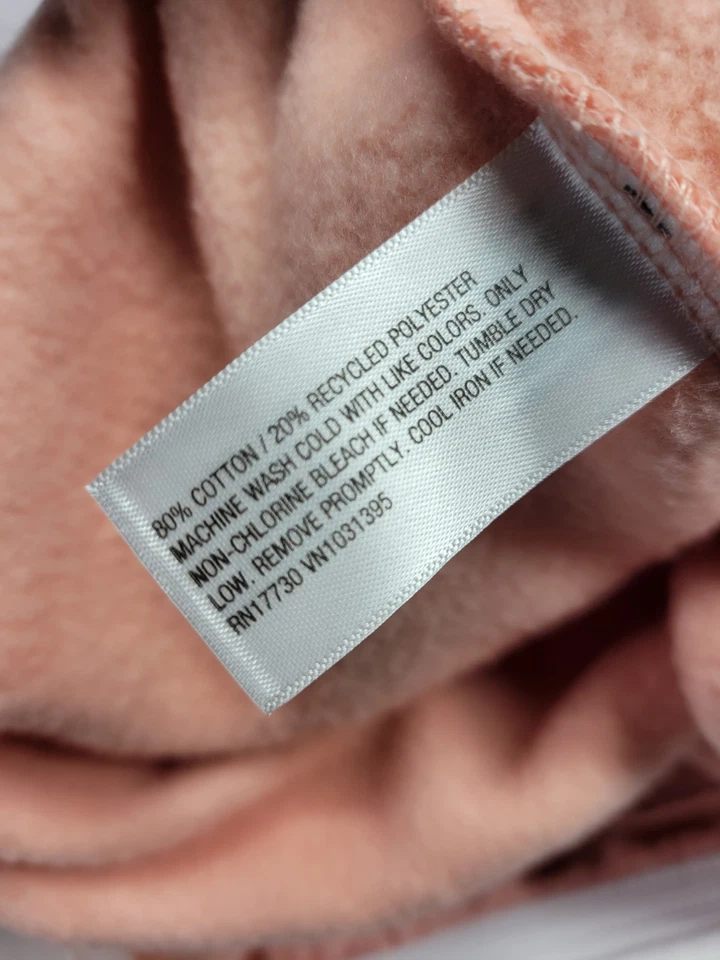 80% COTTON / 20% RECYCLED POLYESTER
MACHINE WASH COLD WITH LIKE COLORS. ONLY
NON-CHLORINE BLEACH IF NEEDED. TUMBLE DRY
LOW. REMOVE PROMPTLY. COOL IRON IF NEEDED.
RN17730 VN1031395